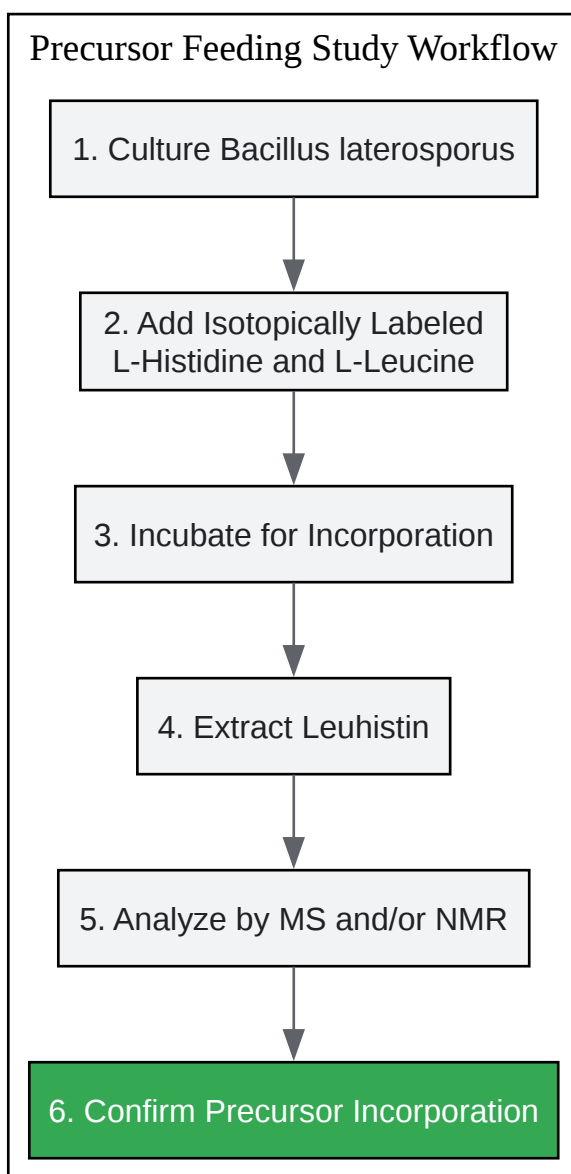 Precursor Feeding Study Workflow
1. Culture Bacillus laterosporus
2. Add Isotopically Labeled
L-Histidine and L-Leucine
3. Incubate for Incorporation
4. Extract Leuhistin
5. Analyze by MS and/or NMR
6. Confirm Precursor Incorporation